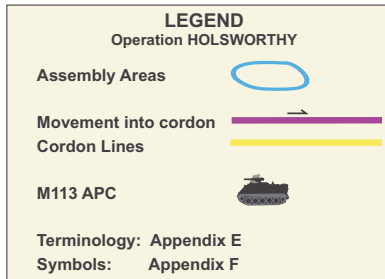 LEGEND
Operation HOLSWORTHY
Assembly Areas
Movement into cordon
Cordon Lines
M113 APC
Terminology: Appendix E
Symbols: Appendix F